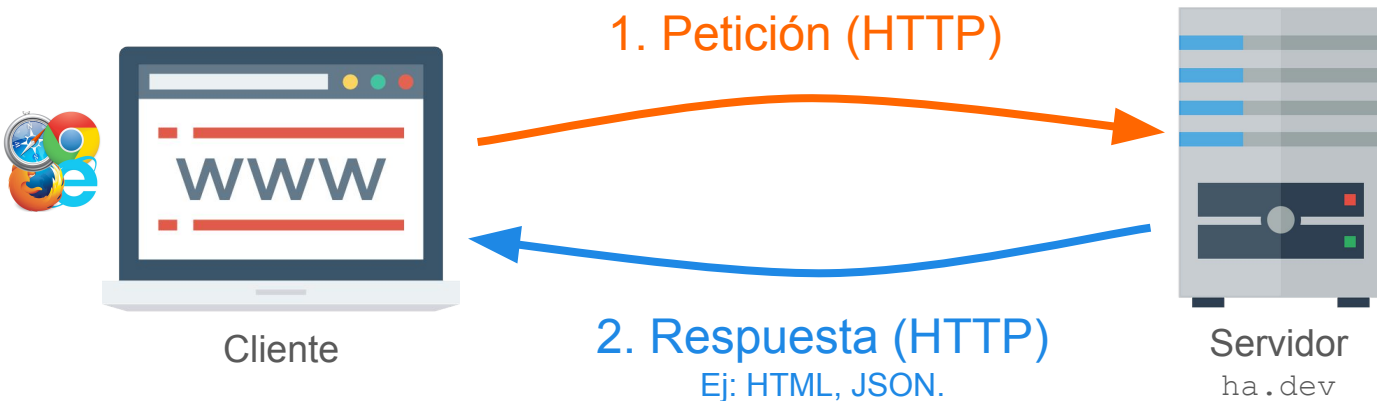 1. Petición (HTTP)
WWW
Cliente
2. Respuesta (HTTP)
Ej: HTML, JSON.
Servidor
ha.dev